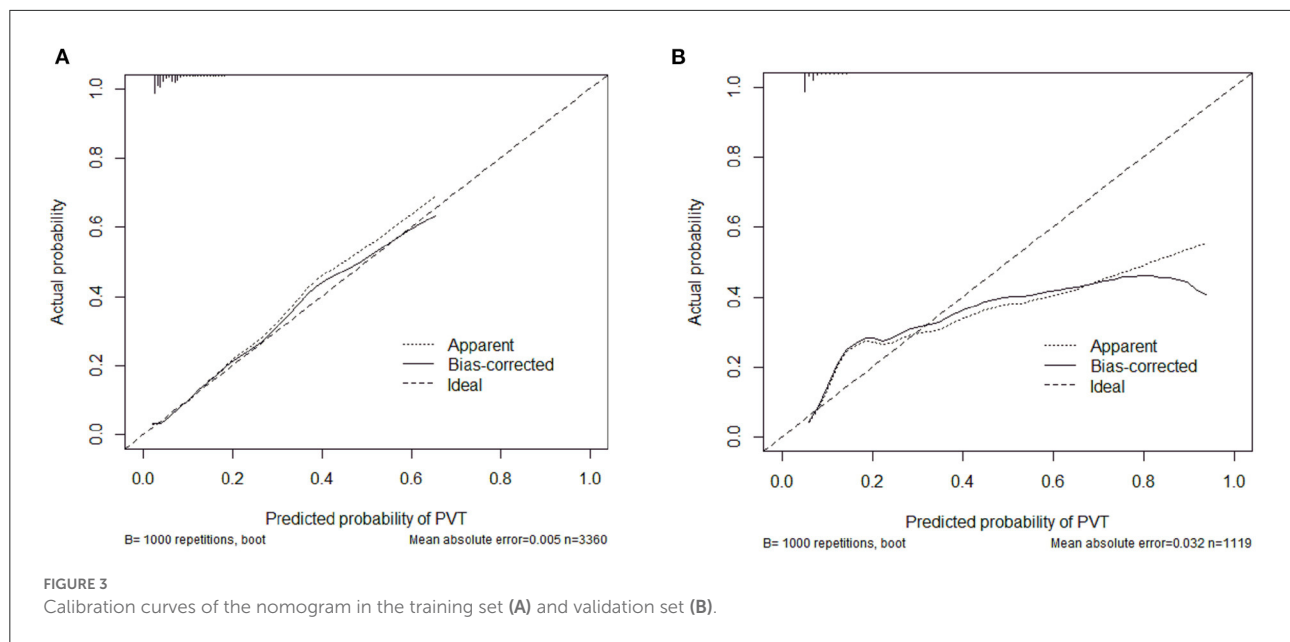 A
Actual probability
0.0 0.2 0.4 0.6 0.8 1.0
Apparent
Bias-corrected
Ideal
0.0 0.2 0.4 0.6 0.8 1.0
Predicted probability of PVT
B= 1000 repetitions, boot Mean absolute error=0.005 n=3360
B
Actual probability
0.0 0.2 0.4 0.6 0.8 1.0
Apparent
Bias-corrected
Ideal
0.0 0.2 0.4 0.6 0.8 1.0
Predicted probability of PVT
B= 1000 repetitions, boot Mean absolute error=0.032 n=1119
FIGURE 3
Calibration curves of the nomogram in the training set (A) and validation set (B).